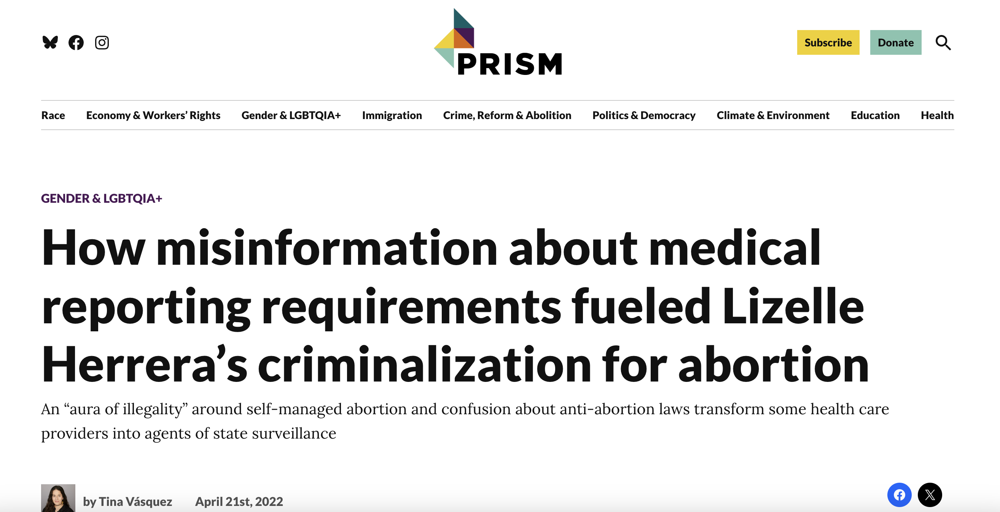 PRISM
Subscribe
Donate
Race
Economy & Workers’ Rights
Gender & LGBTQIA+
Immigration
Crime, Reform & Abolition
Politics & Democracy
Climate & Environment
Education
Health
GENDER & LGBTQIA+
How misinformation about medical
reporting requirements fueled Lizelle
Herrera’s criminalization for abortion
An “aura of illegality” around self-managed abortion and confusion about anti-abortion laws transform some health care
providers into agents of state surveillance
by Tina Vásquez
April 21st, 2022